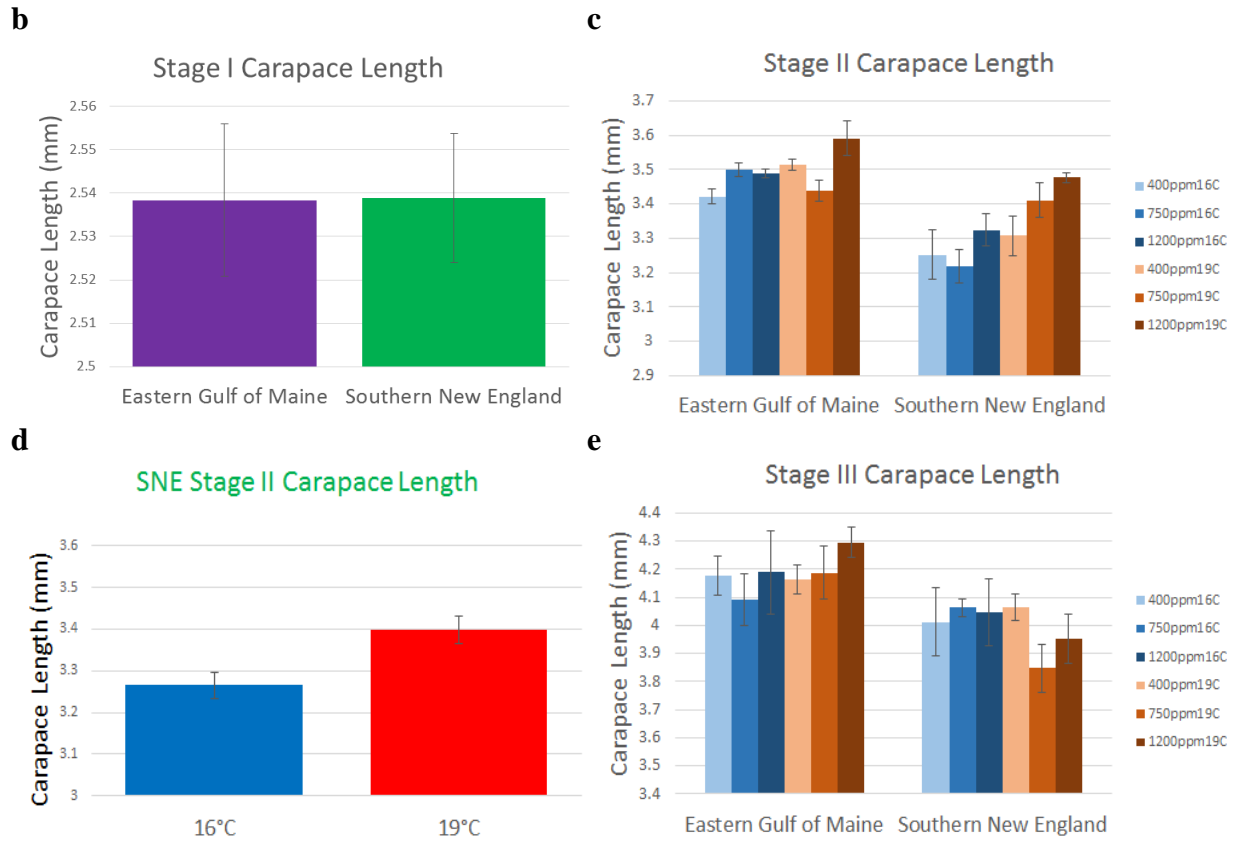 b
Stage I Carapace Length
Carapace Length (mm)
2.56
2.55
2.54
2.53
2.52
2.51
2.5
Eastern Gulf of Maine
Southern New England
c
Stage II Carapace Length
Carapace Length (mm)
3.7
3.6
3.5
3.4
3.3
3.2
3.1
3
2.9
Eastern Gulf of Maine
Southern New England
400ppm16C
750ppm16C
1200ppm16C
400ppm19C
750ppm19C
1200ppm19C
d
SNE Stage II Carapace Length
Carapace Length (mm)
3.6
3.5
3.4
3.3
3.2
3.1
3
16°C
19°C
e
Stage III Carapace Length
Carapace Length (mm)
4.4
4.3
4.2
4.1
4
3.9
3.8
3.7
3.6
3.5
3.4
Eastern Gulf of Maine
Southern New England
400ppm16C
750ppm16C
1200ppm16C
400ppm19C
750ppm19C
1200ppm19C